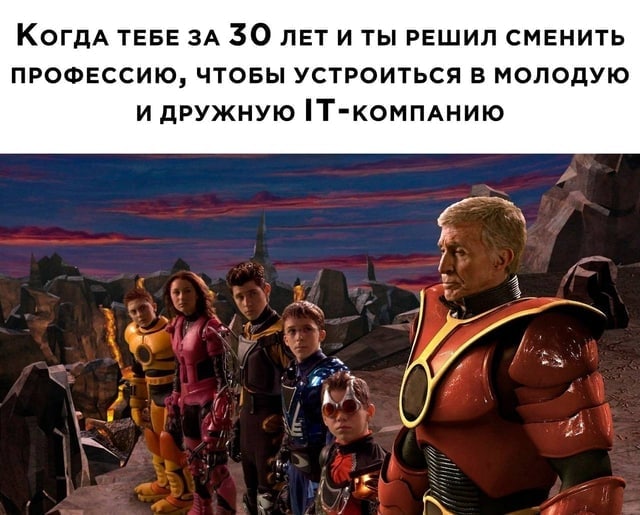 Когда тебе за 30 лет и ты решил сменить
профессию, чтобы устроиться в молодую
и дружную IT-компанию